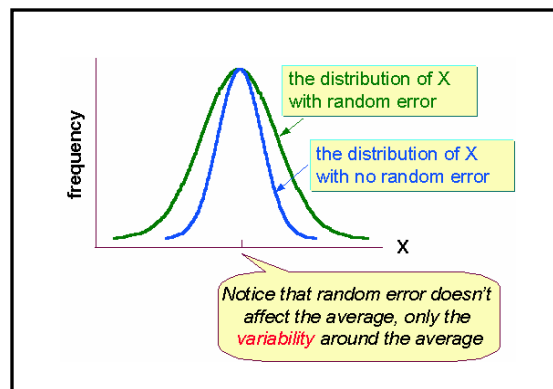 the distribution of X
with random error
the distribution of X
with no random error
frequency
X
Notice that random error doesn't
affect the average, only the
variability around the average